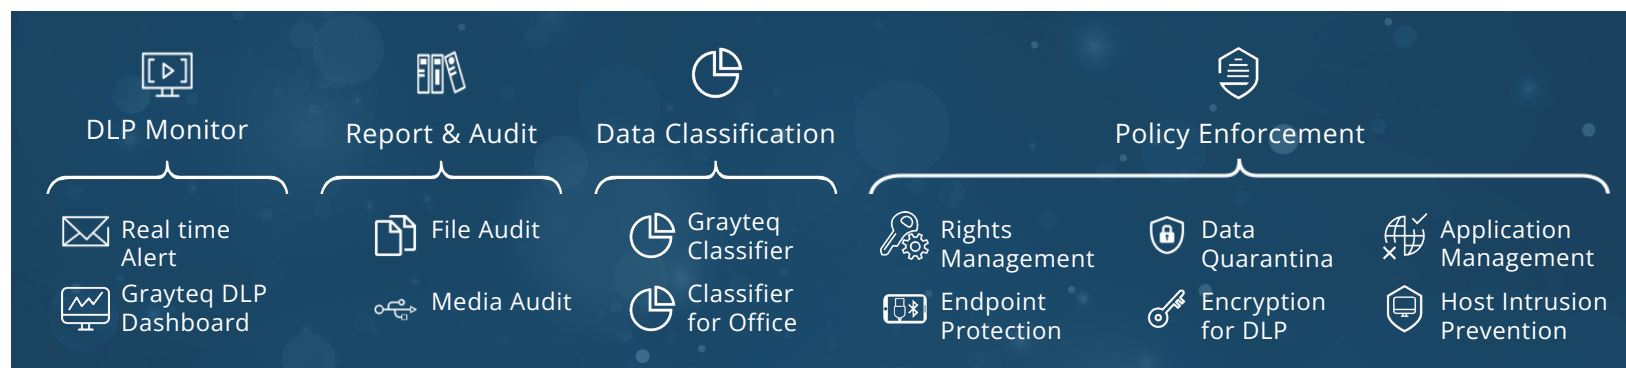 DLP Monitor
Report & Audit
Data Classification
Policy Enforcement
Real time
Alert
Grayteq DLP
Dashboard
File Audit
Media Audit
Grayteq
Classifier
Classifier
for Office
Rights
Management
Endpoint
Protection
Data
Quarantina
Encryption
for DLP
Application
Management
Host Intrusion
Prevention